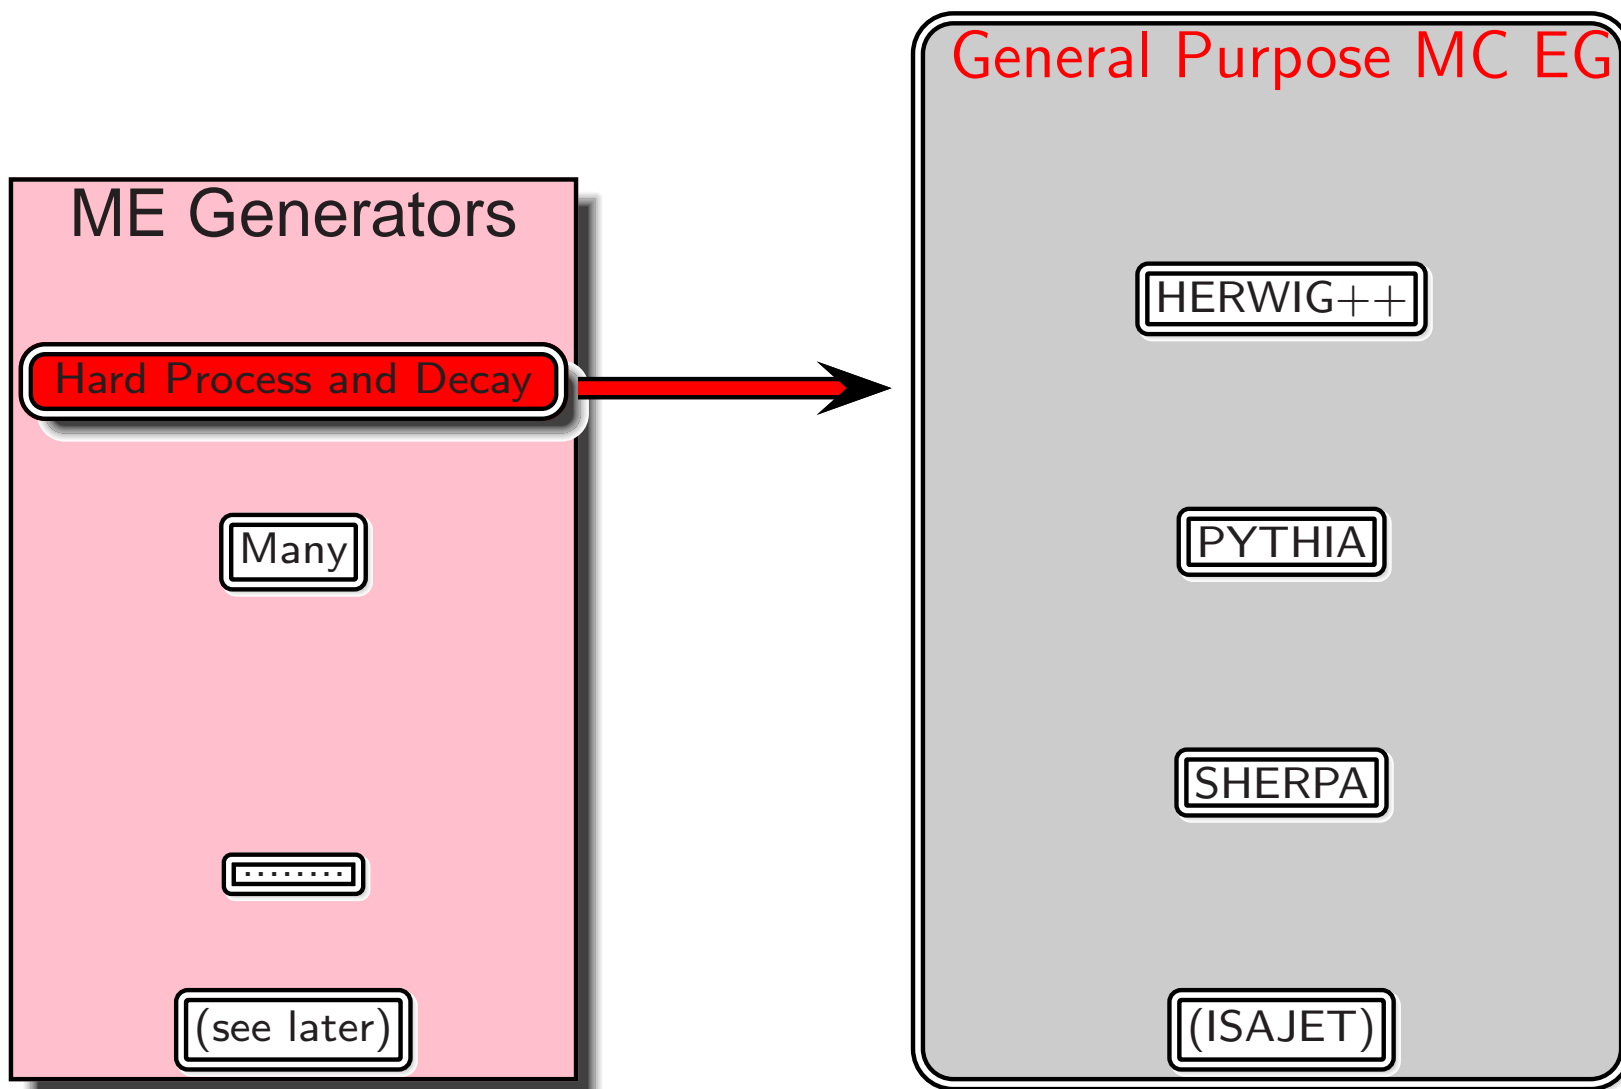 ME Generators
Hard Process and Decay
Many
........
(see later)
General Purpose MC EG
HERWIG++
PYTHIA
SHERPA
(ISAJET)